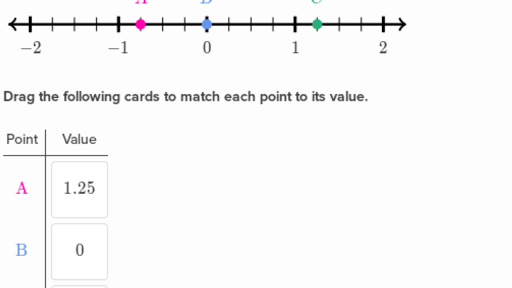 A B C
−2 −1 0 1 2
Drag the following cards to match each point to its value.
Point Value
A 1.25
B 0